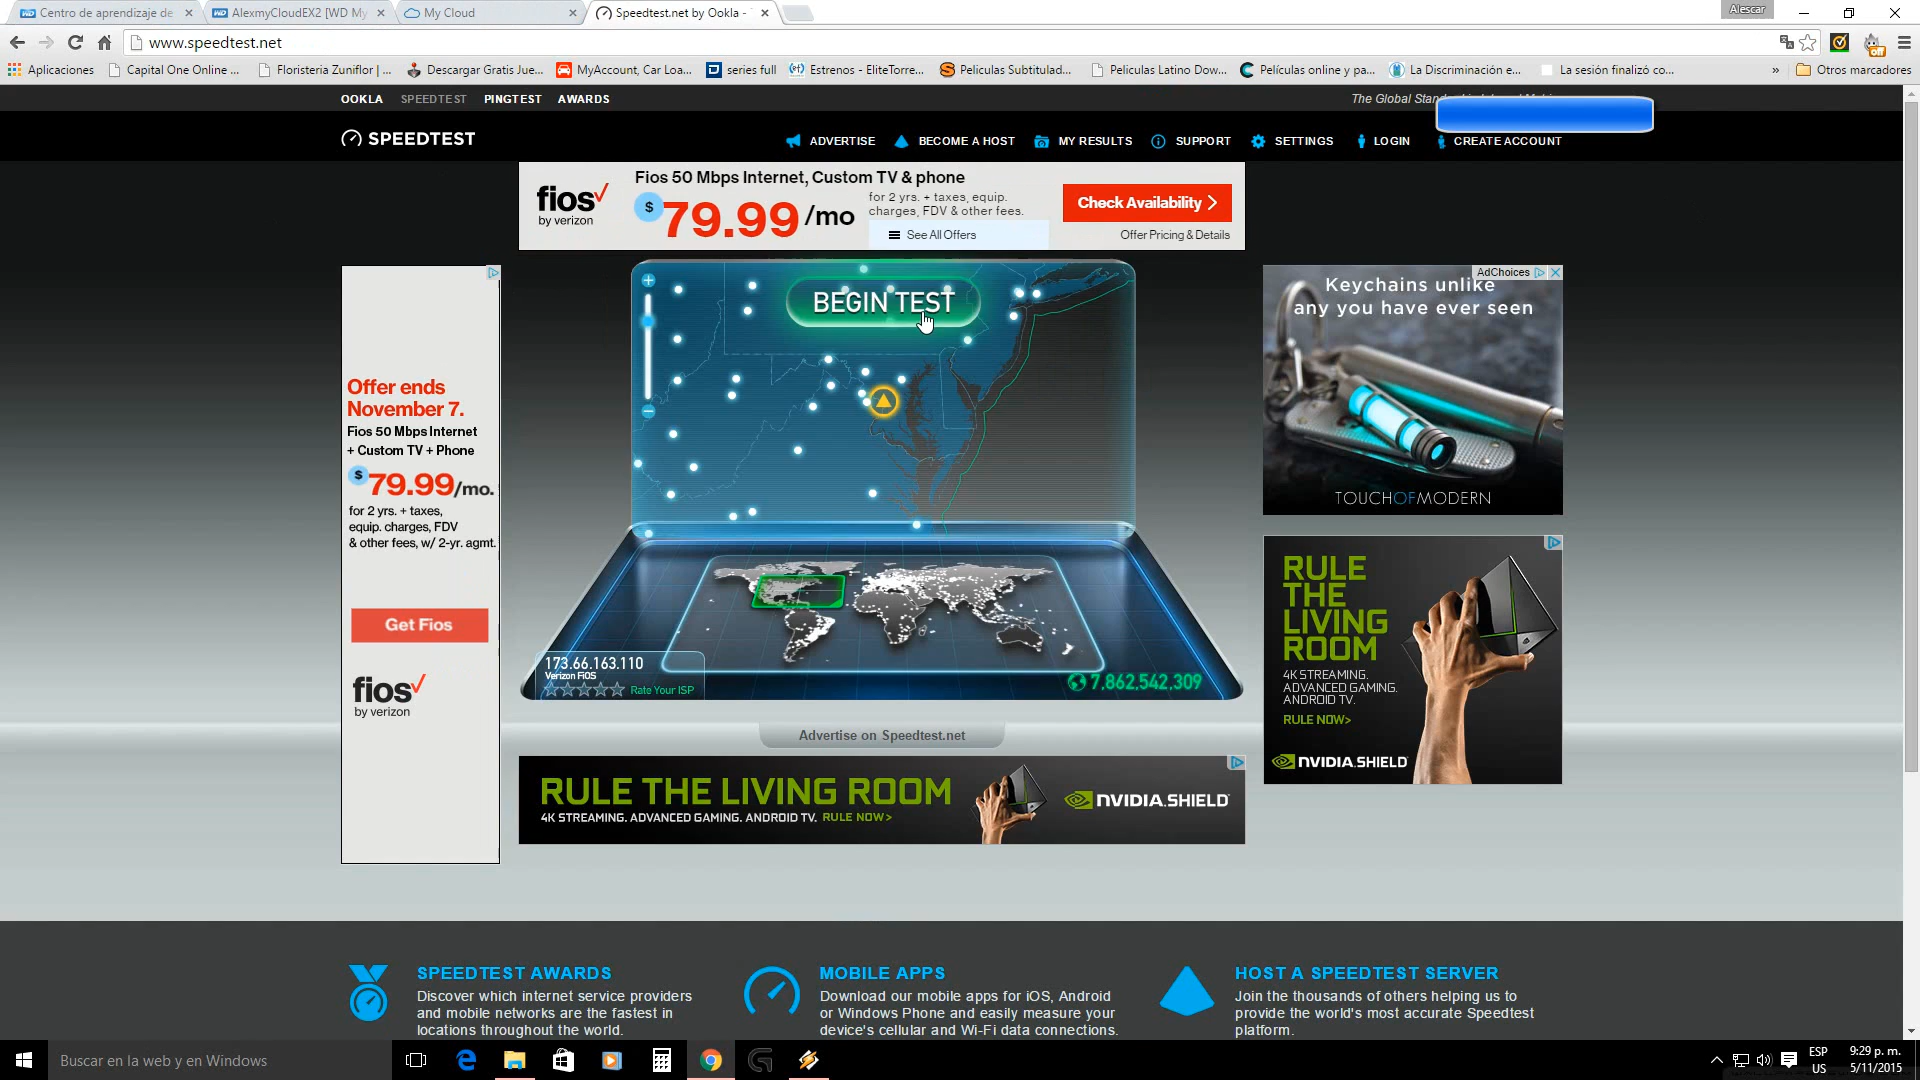 Centro de aprendizaje de
AlexmyCloudEX2 [WD My
My Cloud
Speedtest.net by Ookla -
Alescar
www.speedtest.net
Aplicaciones
Capital One Online ...
Floristeria Zuniflor | ...
Descargar Gratis Jue...
MyAccount, Car Loa...
series full
Estrenos - EliteTorre...
Peliculas Subtitulad...
Peliculas Latino Dow...
Películas online y pa...
La Discriminación e...
La sesión finalizó co...
»
Otros marcadores
OOKLA
SPEEDTEST
PINGTEST
AWARDS
The Global
SPEEDTEST
ADVERTISE
BECOME A HOST
MY RESULTS
SUPPORT
SETTINGS
LOGIN
CREATE ACCOUNT
fios
by verizon
Fios 50 Mbps Internet, Custom TV & phone
$79.99/mo
for 2 yrs. + taxes, equip.
charges, FDV & other fees.
See All Offers
Check Availability >
Offer Pricing & Details
Offer ends
November 7.
Fios 50 Mbps Internet
+ Custom TV + Phone
$79.99/mo.
for 2 yrs. + taxes,
equip. charges, FDV
& other fees, w/ 2-yr. agmt.
Get Fios
fios
by verizon
BEGIN TEST
173.66.163.110
Verizon FiOS
Rate Your ISP
7,862,542,309
AdChoices
Keychains unlike
any you have ever seen
TOUCHOFMODERN
RULE
THE
LIVING
ROOM
4K STREAMING.
ADVANCED GAMING.
ANDROID TV.
RULE NOW>
NVIDIA.SHIELD
Advertise on Speedtest.net
RULE THE LIVING ROOM
4K STREAMING. ADVANCED GAMING. ANDROID TV. RULE NOW>
NVIDIA.SHIELD
SPEEDTEST AWARDS
Discover which internet service providers
and mobile networks are the fastest in
locations throughout the world.
MOBILE APPS
Download our mobile apps for iOS, Android
or Windows Phone and easily measure your
device's cellular and Wi-Fi data connections.
HOST A SPEEDTEST SERVER
Join the thousands of others helping us to
provide the world's most accurate Speedtest
platform.
Buscar en la web y en Windows
ESP
US
9:29 p. m.
5/11/2015